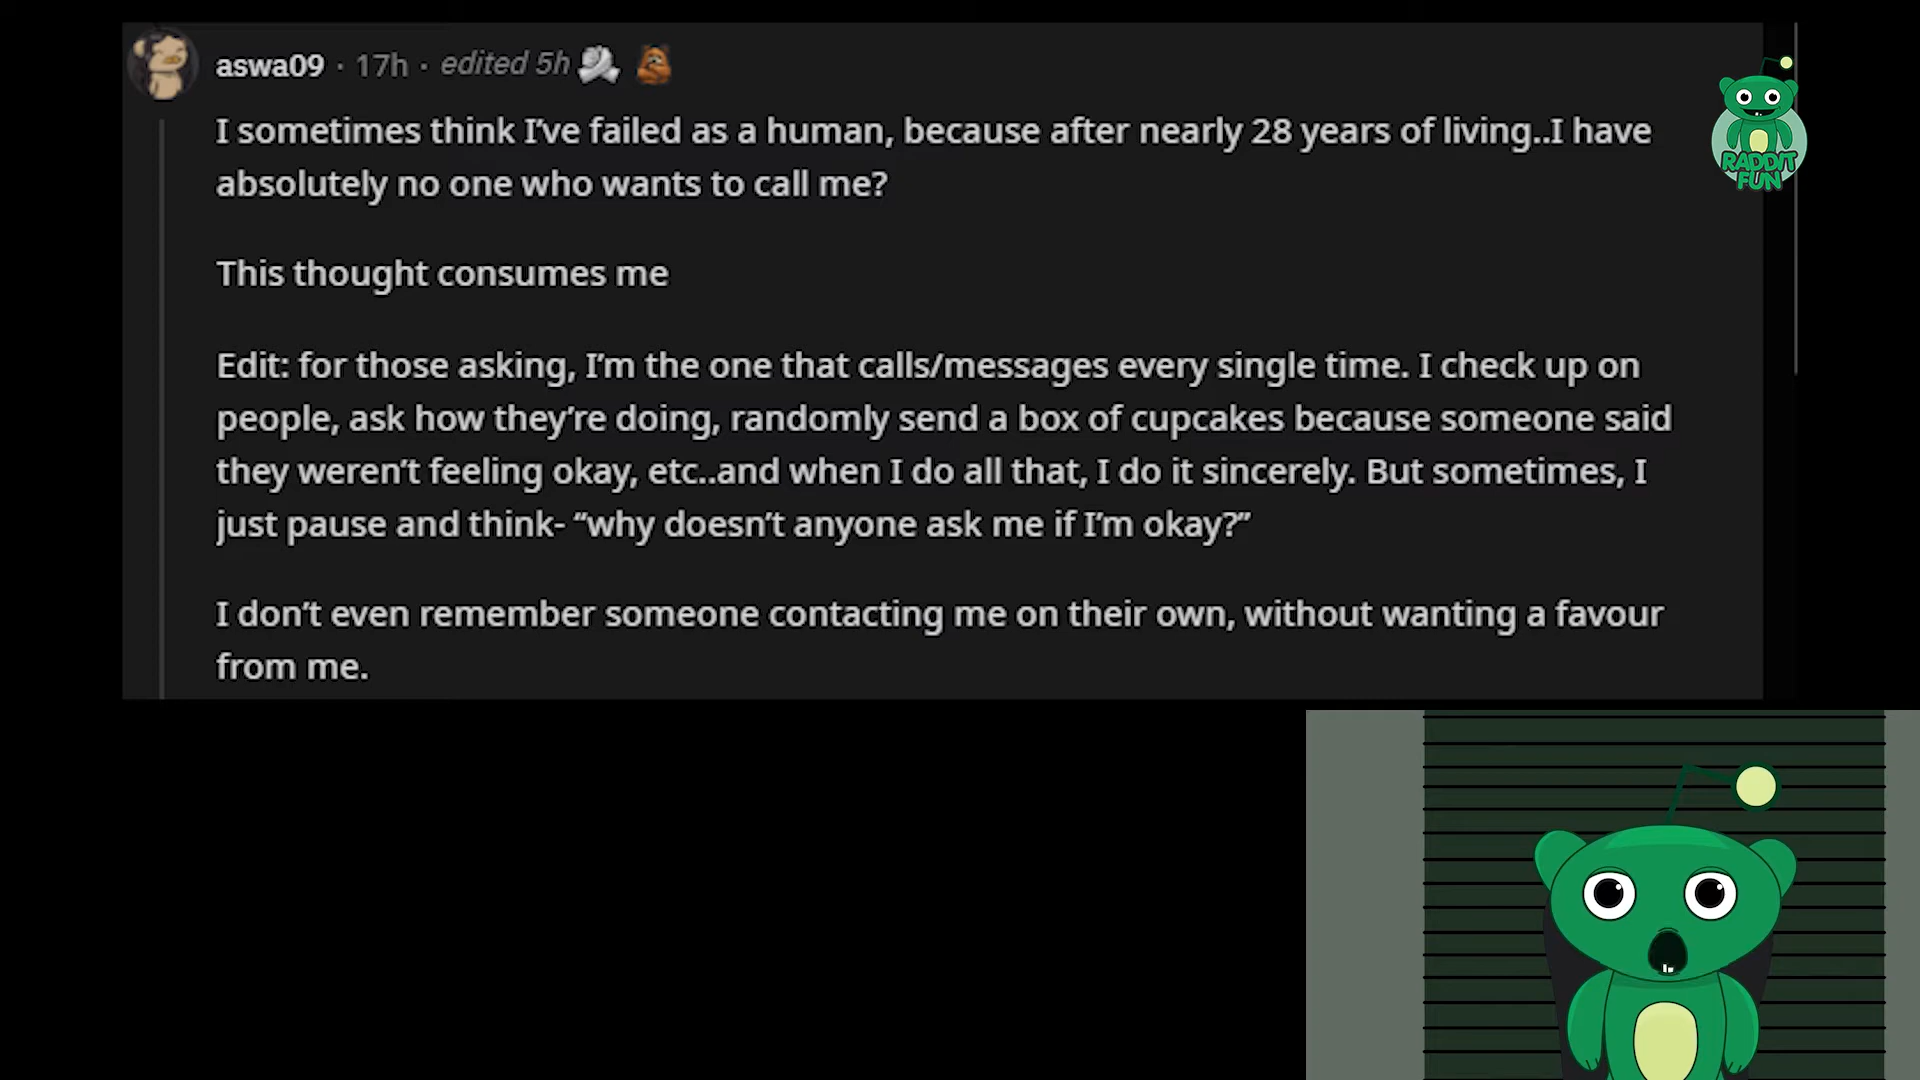 aswa09 · 17h · edited 5h
I sometimes think I’ve failed as a human, because after nearly 28 years of living..I have
absolutely no one who wants to call me?
This thought consumes me
Edit: for those asking, I’m the one that calls/messages every single time. I check up on
people, ask how they’re doing, randomly send a box of cupcakes because someone said
they weren’t feeling okay, etc..and when I do all that, I do it sincerely. But sometimes, I
just pause and think- “why doesn’t anyone ask me if I’m okay?”
I don’t even remember someone contacting me on their own, without wanting a favour
from me.
RADDIT
FUN